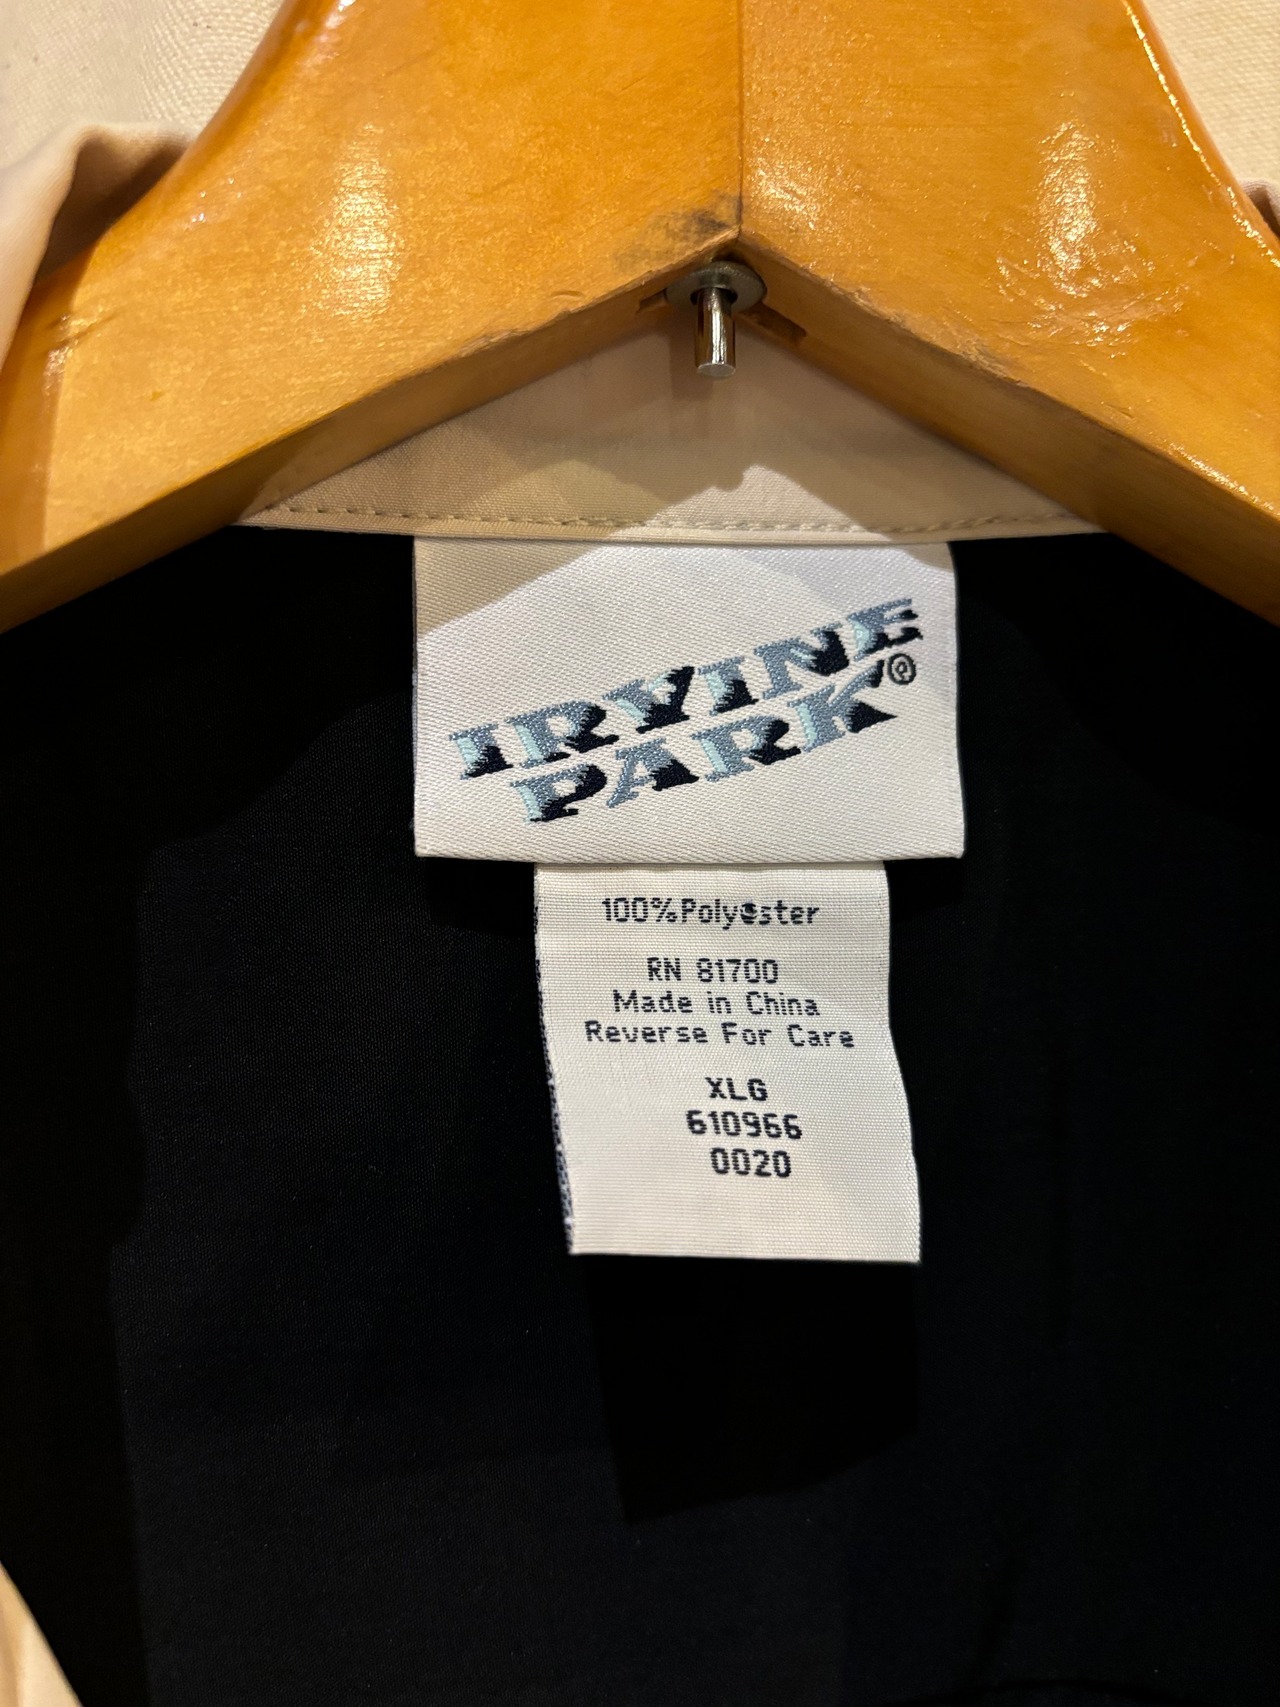 IRVINE
PARK®
100%Polyester
RN 81700
Made in China
Reverse For Care
XLG
610966
0020